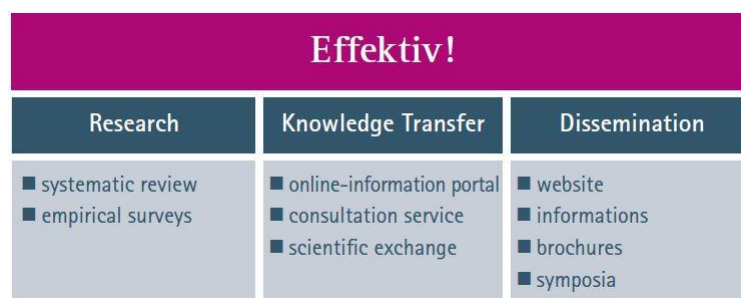 Effektiv!
Research
systematic review
empirical surveys
Knowledge Transfer
online-information portal
consultation service
scientific exchange
Dissemination
website
informations
brochures
symposia